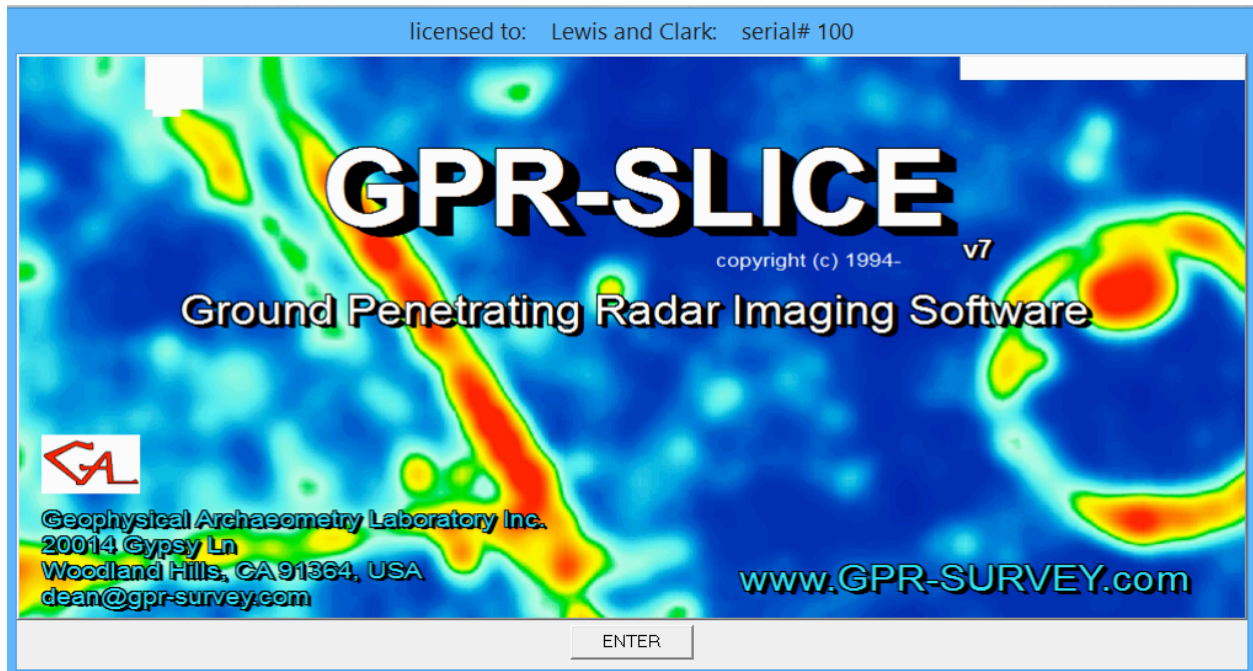 licensed to: Lewis and Clark: serial# 100
GPR-SLICE
v7
copyright (c) 1994-
Ground Penetrating Radar Imaging Software
GAL
Geophysical Archaeometry Laboratory Inc.
20014 Gypsy Ln
Woodland Hills, CA 91364, USA
dean@gpr-survey.com
www.GPR-SURVEY.com
ENTER